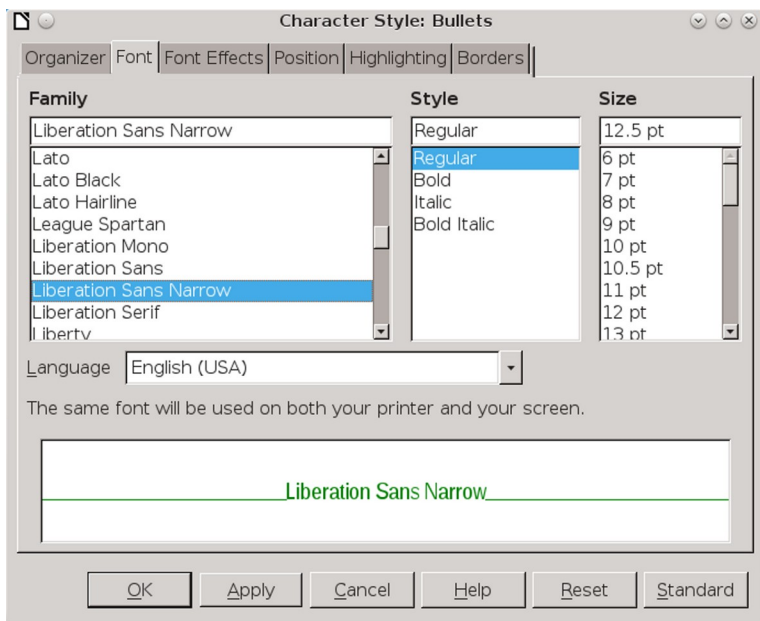 Character Style: Bullets
Organizer Font Font Effects Position Highlighting Borders
Family Style Size
Liberation Sans Narrow Regular 12.5 pt
Lato Regular 6 pt
Lato Black Bold 7 pt
Lato Hairline Italic 8 pt
League Spartan Bold Italic 9 pt
Liberation Mono 10 pt
Liberation Sans 10.5 pt
Liberation Sans Narrow 11 pt
Liberation Serif 12 pt
Liberty 13 pt
Language English (USA)
The same font will be used on both your printer and your screen.
Liberation Sans Narrow
OK Apply Cancel Help Reset Standard